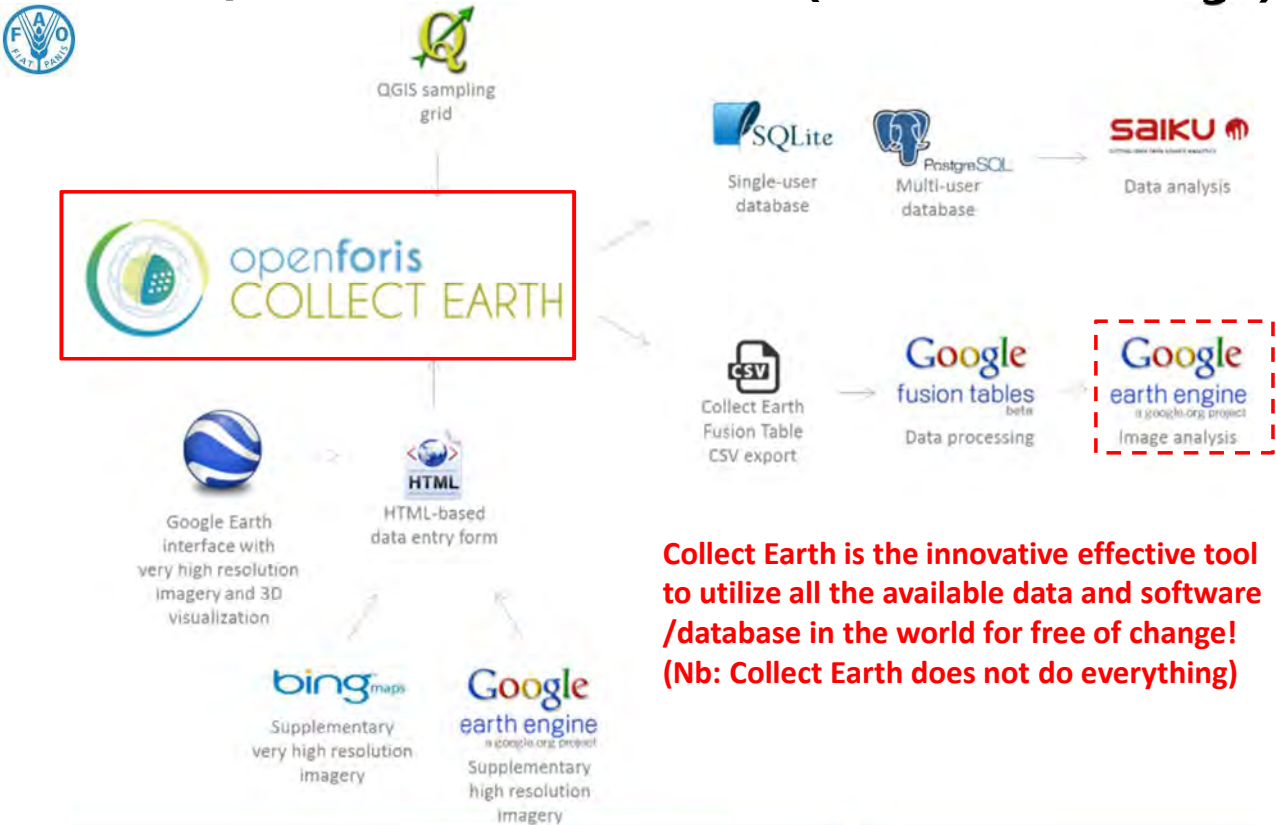 FAO
FIAT PANIS
QGIS sampling
grid
SQLite
Single-user
database
PostgreSQL
Multi-user
database
saiku
Data analysis
openforis
COLLECT EARTH
CSV
Collect Earth
Fusion Table
CSV export
Google
fusion tables
beta
Data processing
Google
earth engine
a google.org project
Image analysis
Google Earth
interface with
very high resolution
imagery and 3D
visualization
HTML
HTML-based
data entry form
Collect Earth is the innovative effective tool
to utilize all the available data and software
/database in the world for free of change!
(Nb: Collect Earth does not do everything)
bing maps
Supplementary
very high resolution
imagery
Google
earth engine
a google.org project
Supplementary
high resolution
imagery